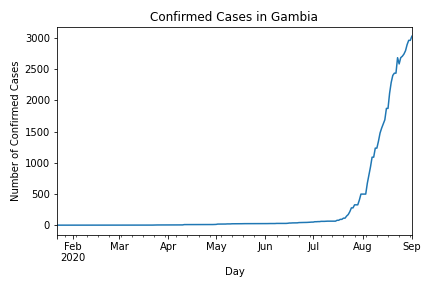 Confirmed Cases in Gambia
Number of Confirmed Cases
3000
2500
2000
1500
1000
500
0
Feb Mar Apr May Jun Jul Aug Sep
2020
Day